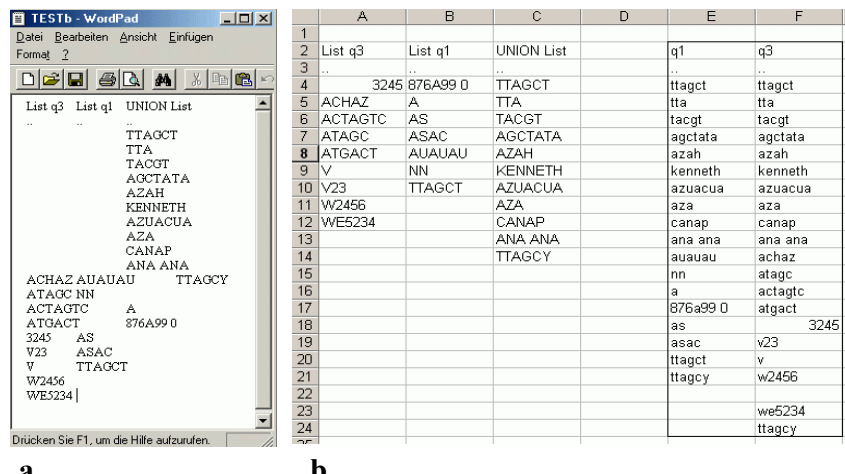 TESTb - WordPad
Datei Bearbeiten Ansicht Einfügen
Format ?
List q3 List q1 UNION List
.. .. ..
TTAGCT
TTA
TACGT
AGCTATA
AZAH
KENNETH
AZUACUA
AZA
CANAP
ANA ANA
ACHAZ AUAUAU TTAGCY
ATAGC NN
ACTAGTC A
ATGACT 876A99 0
3245 AS
V23 ASAC
V TTAGCT
W2456
WE5234
Drücken Sie F1, um die Hilfe aufzurufen.
a
A B C D E F
1
2 List q3 List q1 UNION List q1 q3
3 .. .. .. .. ..
4 3245 876A99 0 TTAGCT ttagct ttagct
5 ACHAZ A TTA tta tta
6 ACTAGTC AS TACGT tacgt tacgt
7 ATAGC ASAC AGCTATA agctata agctata
8 ATGACT AUAUAU AZAH azah azah
9 V NN KENNETH kenneth kenneth
10 V23 TTAGCT AZUACUA azuacua azuacua
11 W2456 AZA aza aza
12 WE5234 CANAP canap canap
13 ANA ANA ana ana ana ana
14 TTAGCY auauau achaz
15 nn atagc
16 a actagtc
17 876a99 0 atgact
18 as 3245
19 asac v23
20 ttagct v
21 ttagcy w2456
22
23 we5234
24 ttagcy
b